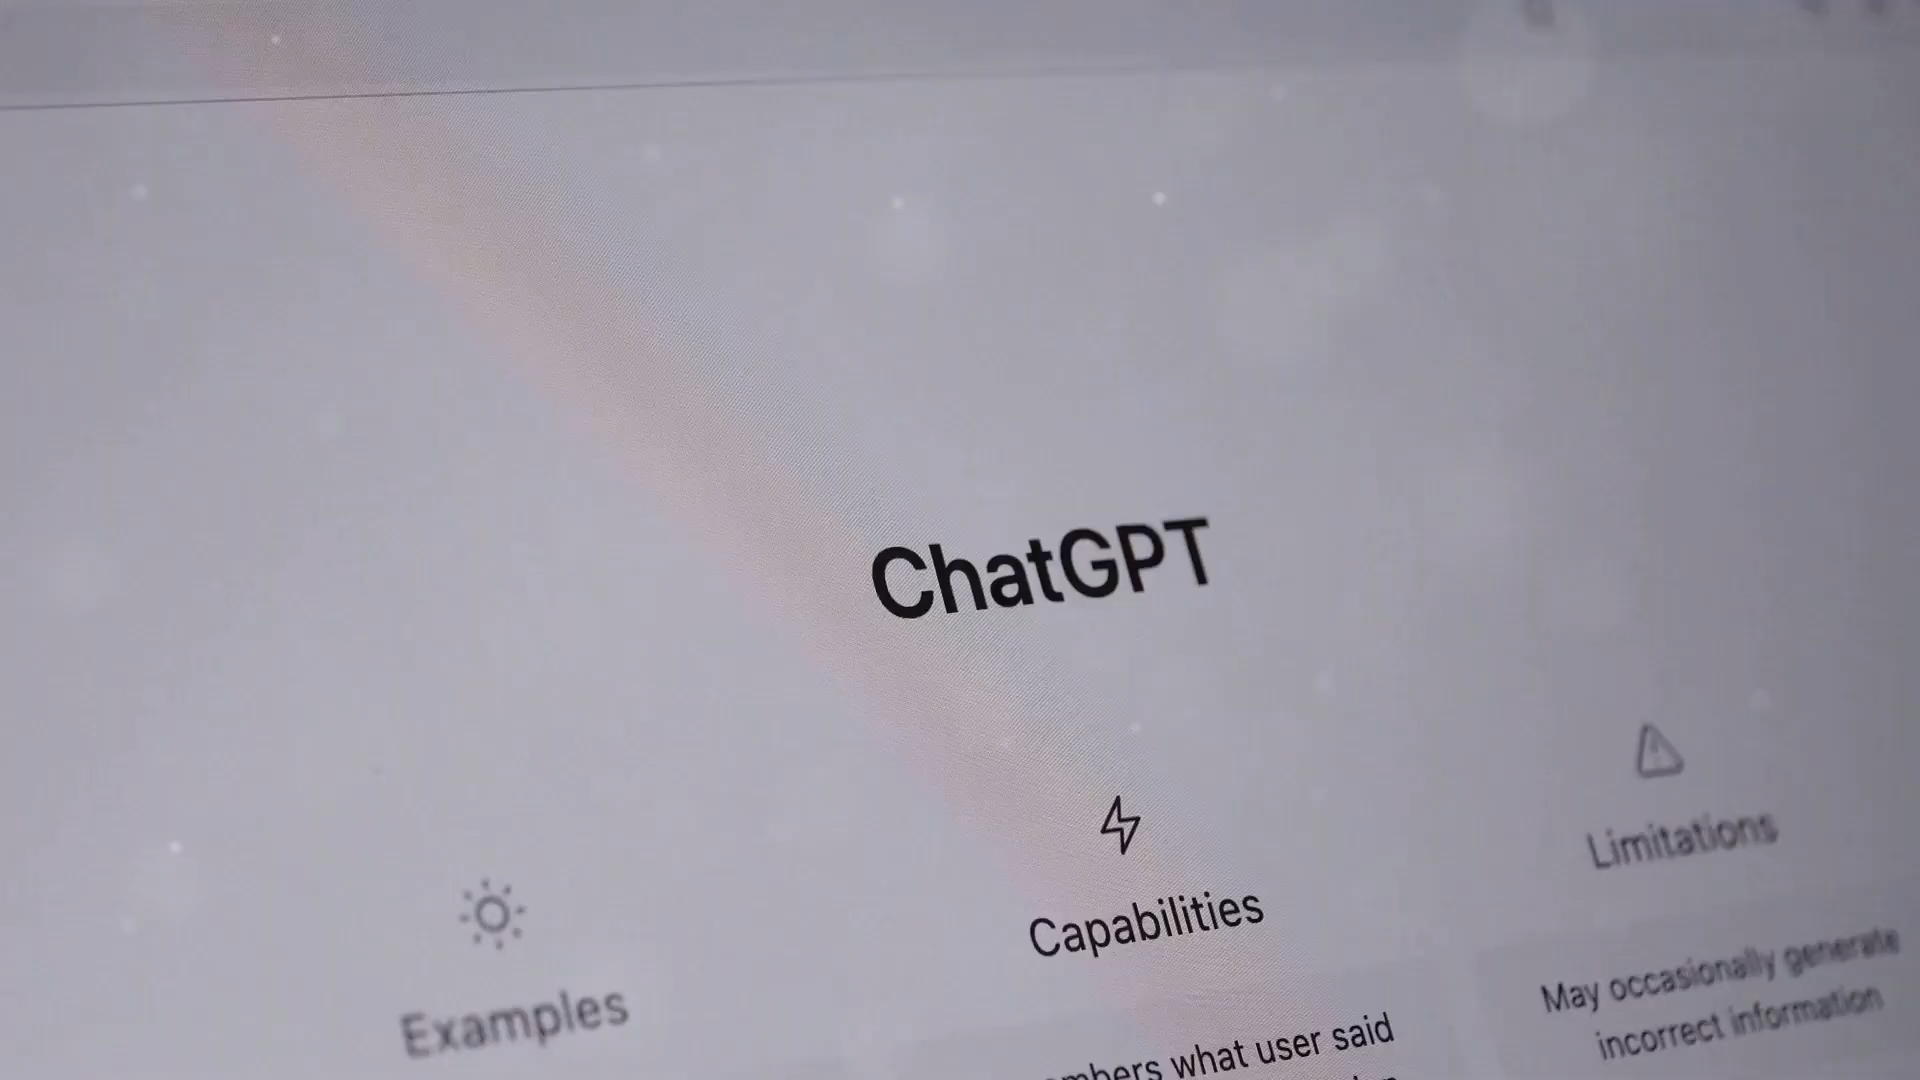 ChatGPT
Examples
Capabilities
Limitations
what user said
May occasionally generate
incorrect information